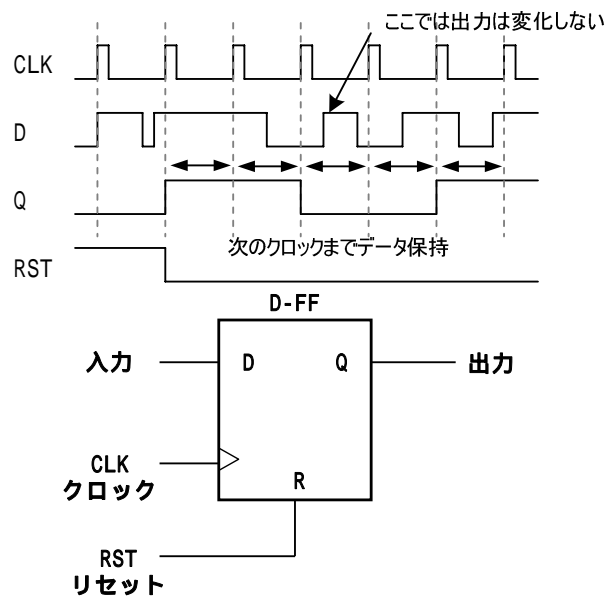 ここでは出力は変化しない
CLK
D
Q
次のクロックまでデータ保持
RST
D-FF
入力
D
Q
出力
CLK
クロック
R
RST
リセット